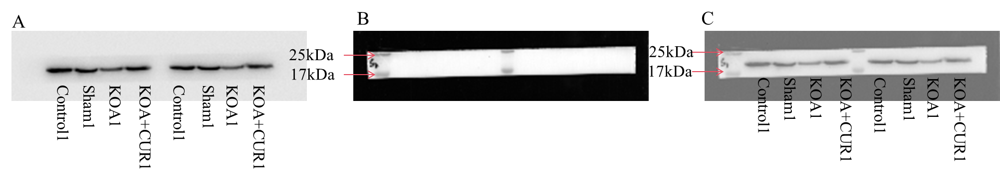 A
B
C
25kDa
17kDa
25kDa
17kDa
Control1
Sham1
KOA1
KOA+CUR1
Control1
Sham1
KOA1
KOA+CUR1
Control1
Sham1
KOA1
KOA+CUR1
Control1
Sham1
KOA1
KOA+CUR1